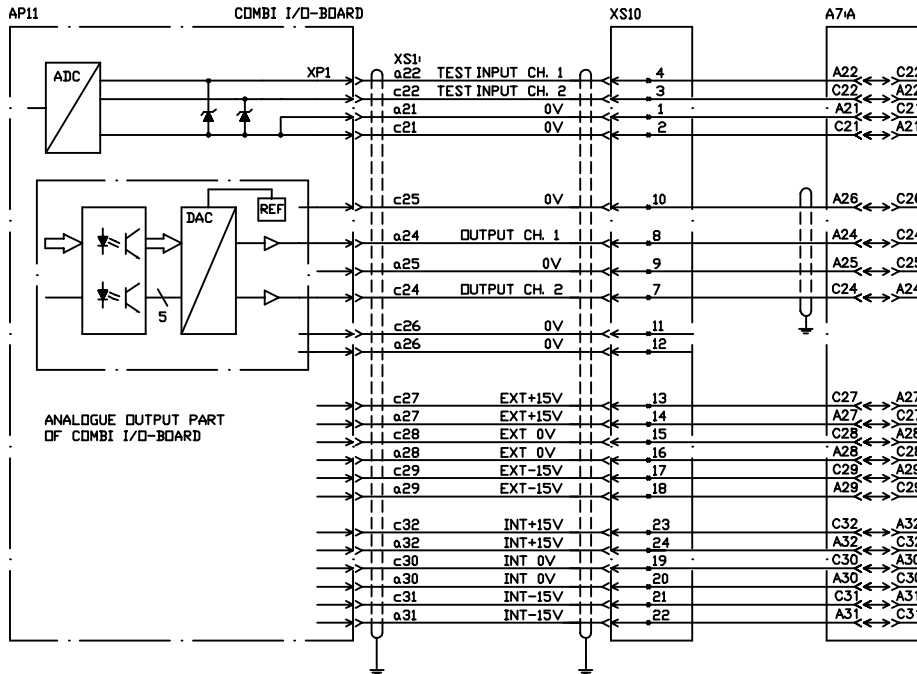 AP11 COMBI I/O-BOARD XS10 A7:A
XS1:
ADC XP1 a22 TEST INPUT CH. 1 4 A22 C22
c22 TEST INPUT CH. 2 3 C22 A22
a21 0V 1 A21 C21
c21 0V 2 C21 A21
REF c25 0V 10 A26 C26
DAC a24 OUTPUT CH. 1 8 A24 C24
a25 0V 9 A25 C25
c24 OUTPUT CH. 2 7 C24 A24
5
c26 0V 11
a26 0V 12
c27 EXT+15V 13 C27 A27
ANALOGUE OUTPUT PART
OF COMBI I/O-BOARD
a27 EXT+15V 14 A27 C27
c28 EXT 0V 15 C28 A28
a28 EXT 0V 16 A28 C28
c29 EXT-15V 17 C29 A29
a29 EXT-15V 18 A29 C29
c32 INT+15V 23 C32 A32
a32 INT+15V 24 A32 C32
c30 INT 0V 19 C30 A30
a30 INT 0V 20 A30 C30
c31 INT-15V 21 C31 A31
a31 INT-15V 22 A31 C31